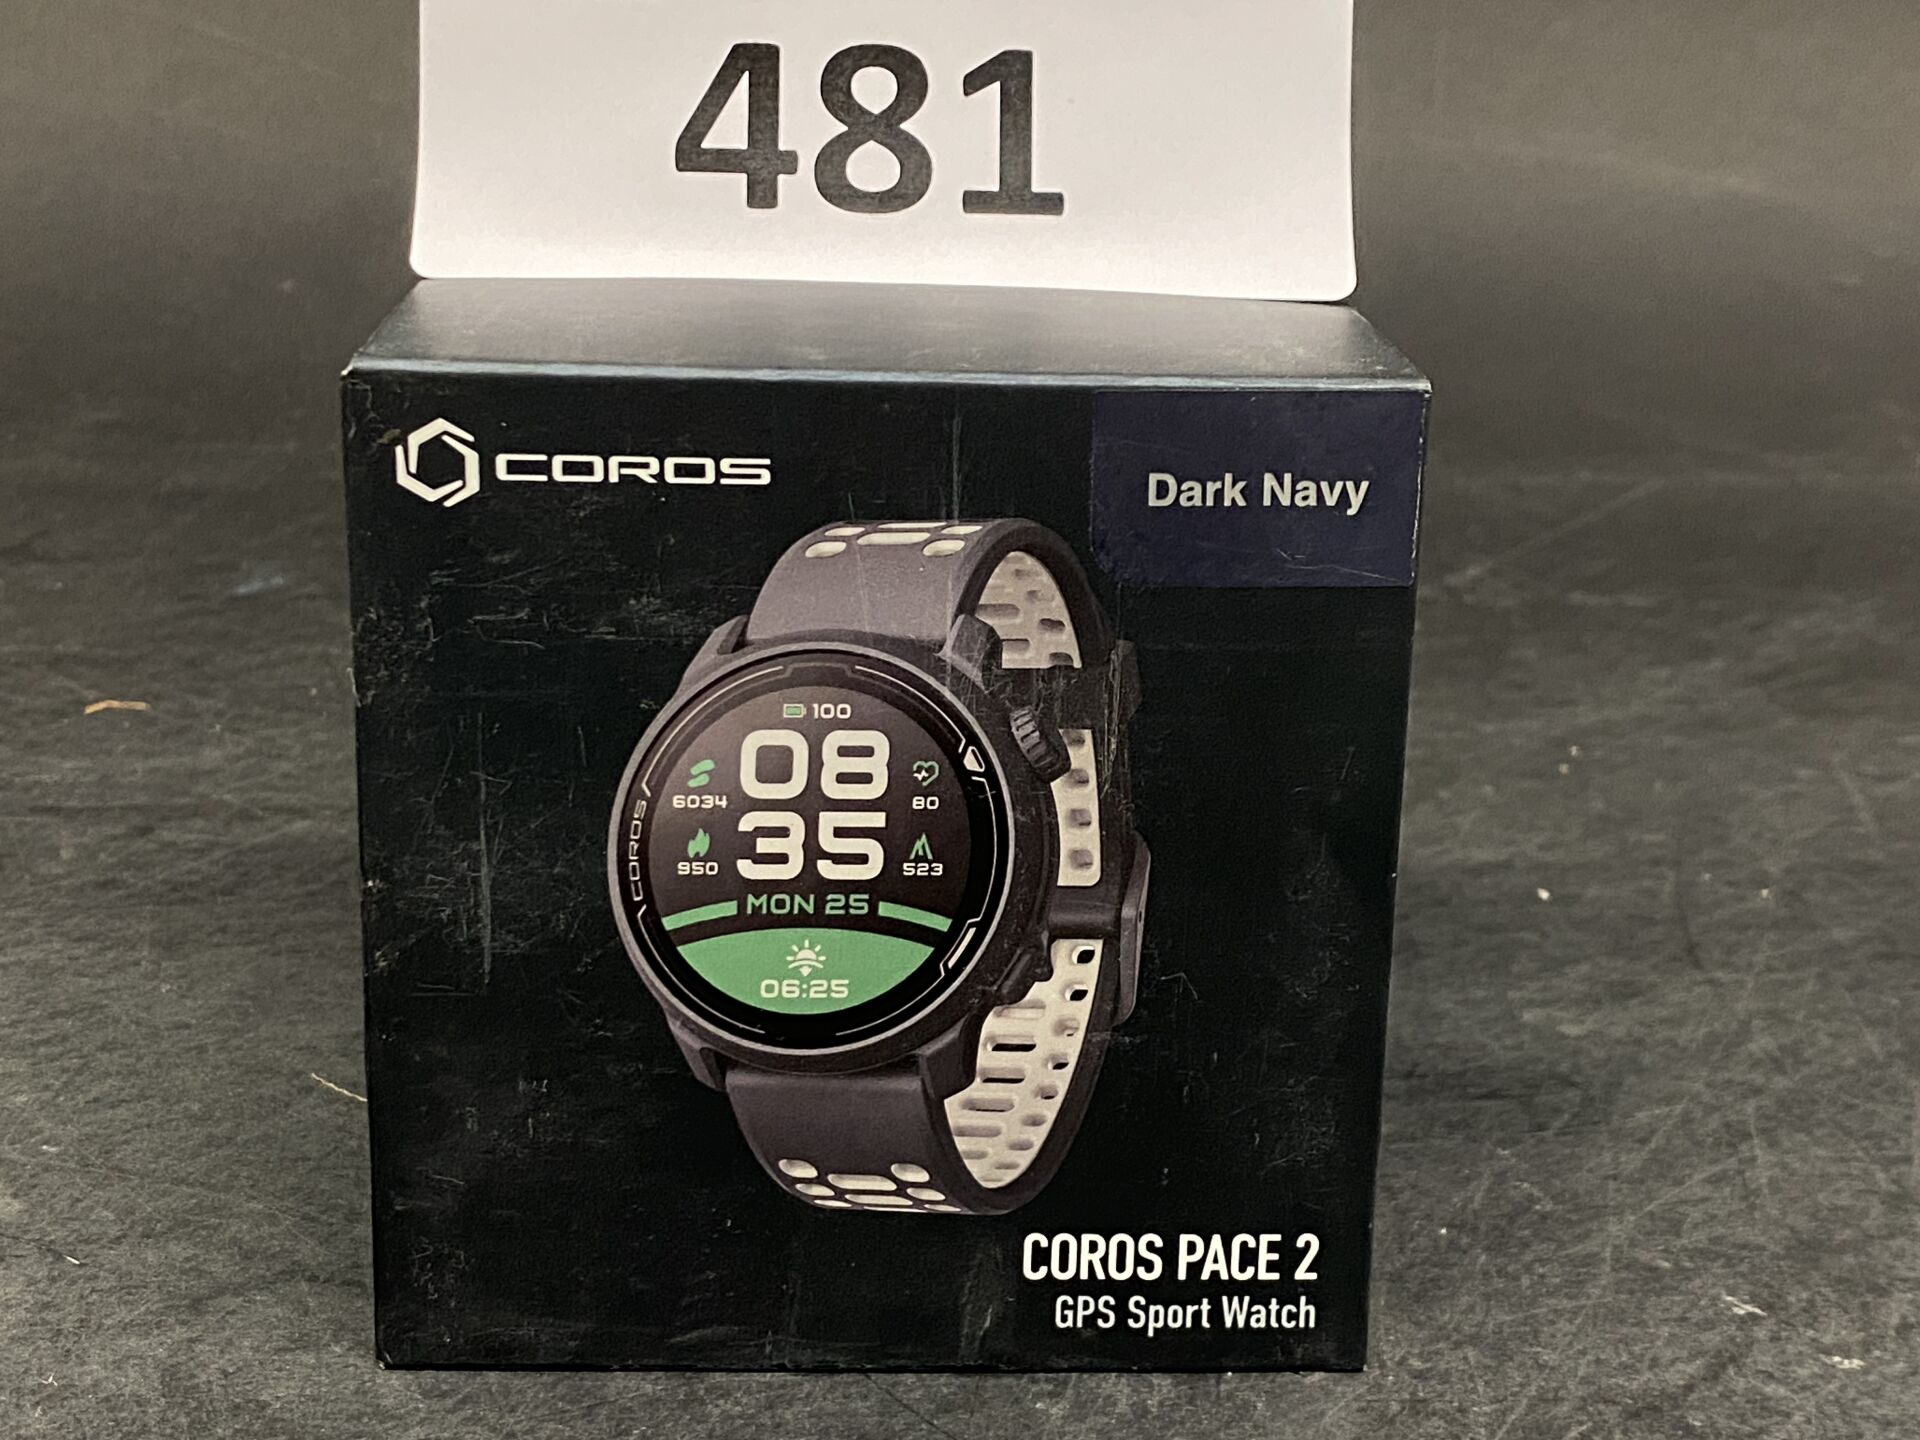 481
COROS
Dark Navy
100
08
6034
80
35
950
523
COROS
MON 25
06:25
COROS PACE 2
GPS Sport Watch